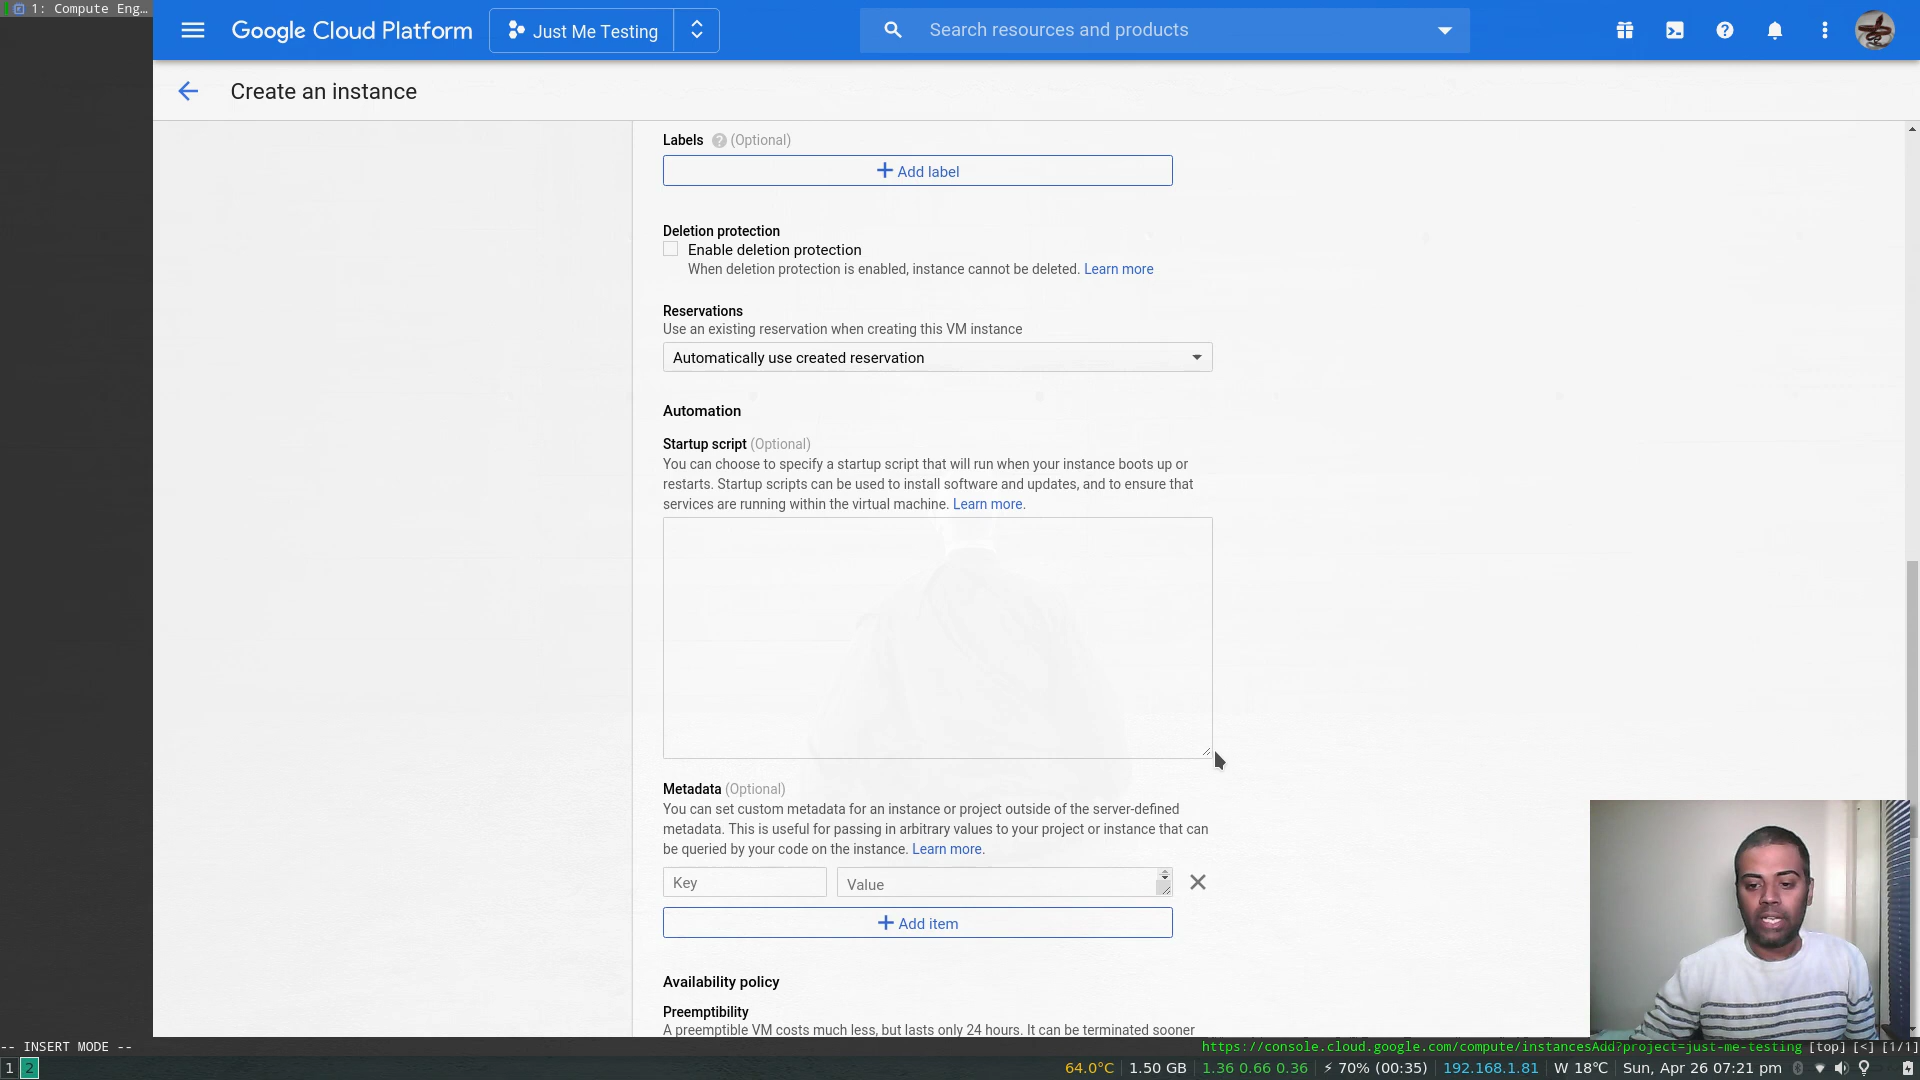 1: Compute Eng…
Google Cloud Platform
Just Me Testing
Search resources and products
Create an instance
Labels (Optional)
Add label
Deletion protection
Enable deletion protection
When deletion protection is enabled, instance cannot be deleted. Learn more
Reservations
Use an existing reservation when creating this VM instance
Automatically use created reservation
Automation
Startup script (Optional)
You can choose to specify a startup script that will run when your instance boots up or
restarts. Startup scripts can be used to install software and updates, and to ensure that
services are running within the virtual machine. Learn more.
Metadata (Optional)
You can set custom metadata for an instance or project outside of the server-defined
metadata. This is useful for passing in arbitrary values to your project or instance that can
be queried by your code on the instance. Learn more.
Key
Value
Add item
Availability policy
Preemptibility
A preemptible VM costs much less, but lasts only 24 hours. It can be terminated sooner
-- INSERT MODE --
https://console.cloud.google.com/compute/instancesAdd?project=just-me-testing [top] [<] [1/1]
1 2
64.0°C 1.50 GB 1.36 0.66 0.36 ⚡ 70% (00:35) 192.168.1.81 W 18°C Sun, Apr 26 07:21 pm